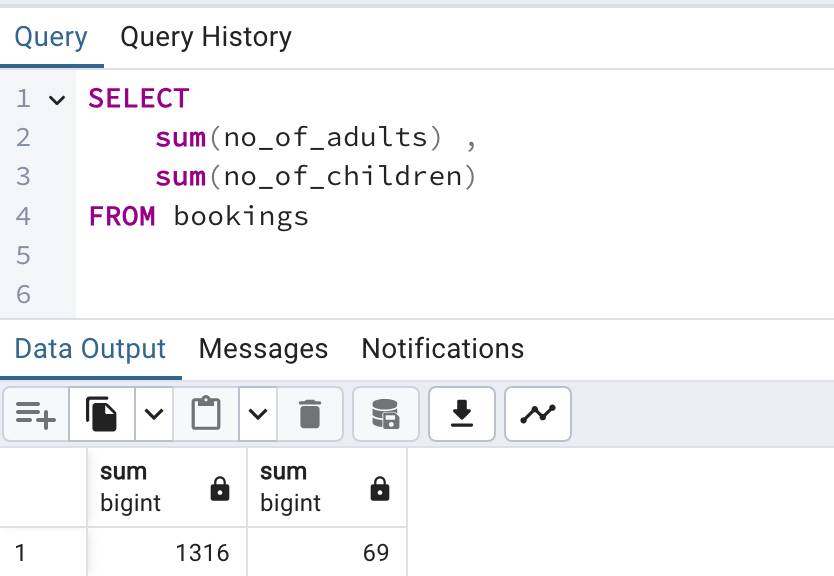 Query Query History
1 SELECT
2 sum(no_of_adults) ,
3 sum(no_of_children)
4 FROM bookings
5
6
Data Output Messages Notifications
sum sum
bigint bigint
1 1316 69